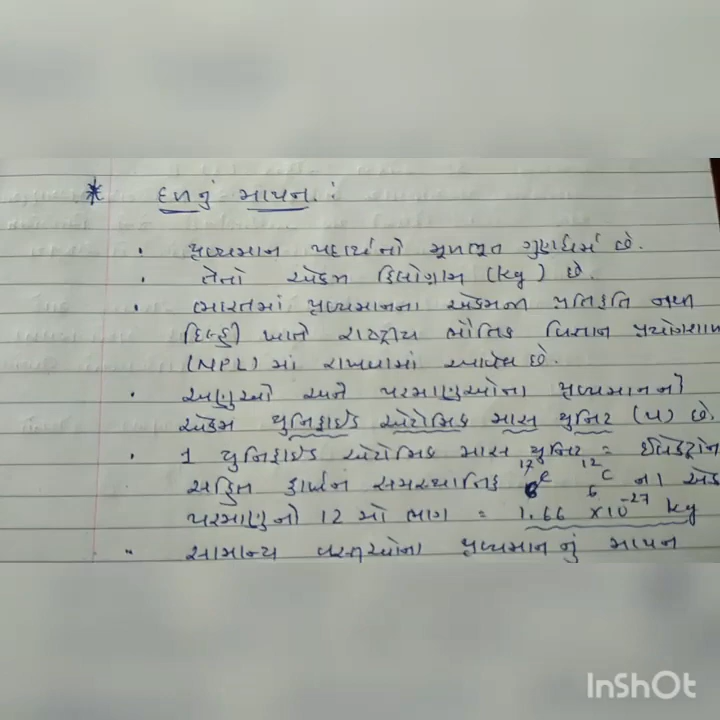 * દળનું માપન :
• દ્રવ્યમાન પદાર્થનો મૂળભૂત ગુણધર્મ છે.
• તેનો એકમ કિલોગ્રામ (kg) છે.
• ભારતમાં દ્રવ્યમાનના એકમની પ્રતિકૃતિ નવી
દિલ્હી ખાતે રાષ્ટ્રીય ભૌતિક વિજ્ઞાન પ્રયોગશાળા
(NPL) માં રાખવામાં આવેલ છે.
• અણુઓ અને પરમાણુઓના દ્રવ્યમાનનો
એકમ યુનિફાઈડ એટોમિક માસ યુનિટ (u) છે.
• 1 યુનિફાઈડ એટોમિક માસ યુનિટ = ઈલેક્ટ્રોન
સહિત કાર્બન સમસ્થાનિક ¹²₆C ના એક
પરમાણુનો 12 મો ભાગ = 1.66 ×10⁻²⁷ kg
• સામાન્ય વસ્તુઓના દ્રવ્યમાનનું માપન
InShOt